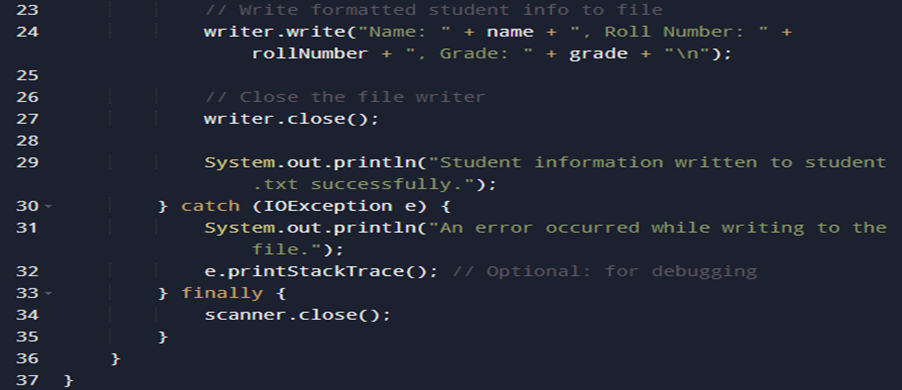 23 // Write formatted student info to file
24 writer.write("Name: " + name + ", Roll Number: " +
rollNumber + ", Grade: " + grade + "\n");
25
26 // Close the file writer
27 writer.close();
28
29 System.out.println("Student information written to student
.txt successfully.");
30 } catch (IOException e) {
31 System.out.println("An error occurred while writing to the
file.");
32 e.printStackTrace(); // Optional: for debugging
33 } finally {
34 scanner.close();
35 }
36 }
37 }